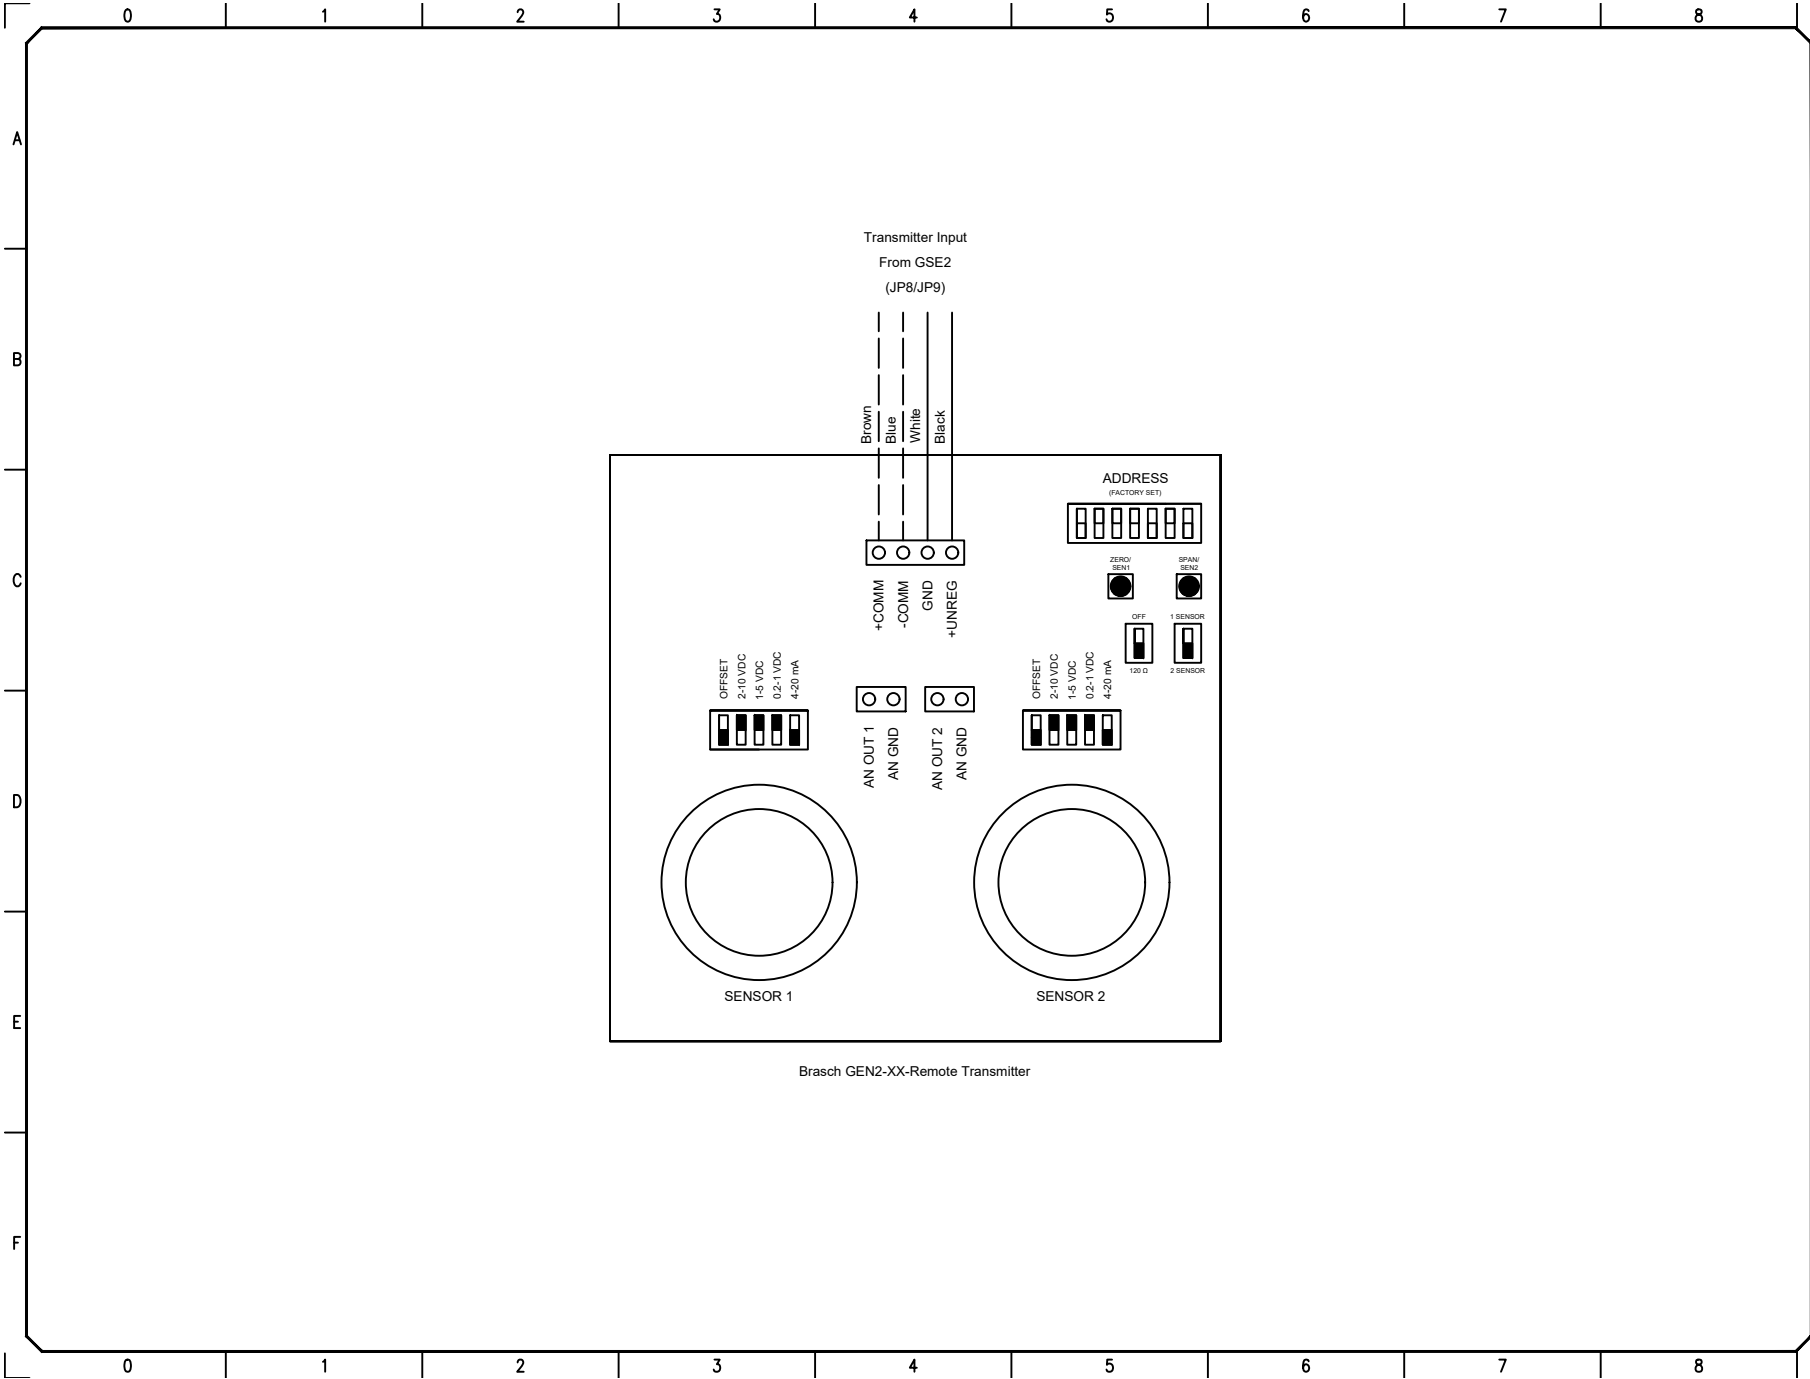 0 1 2 3 4 5 6 7 8
A
Transmitter Input
From GSE2
(JP8/JP9)
B
Brown
Blue
White
Black
ADDRESS
(FACTORY SET)
ZERO/
SEN1
SPAN/
SEN2
C
+COMM
-COMM
GND
+UNREG
OFF
1 SENSOR
120 Ω
2 SENSOR
OFFSET
2-10 VDC
1-5 VDC
0.2-1 VDC
4-20 mA
OFFSET
2-10 VDC
1-5 VDC
0.2-1 VDC
4-20 mA
AN OUT 1
AN GND
AN OUT 2
AN GND
D
SENSOR 1
SENSOR 2
E
Brasch GEN2-XX-Remote Transmitter
F
0 1 2 3 4 5 6 7 8